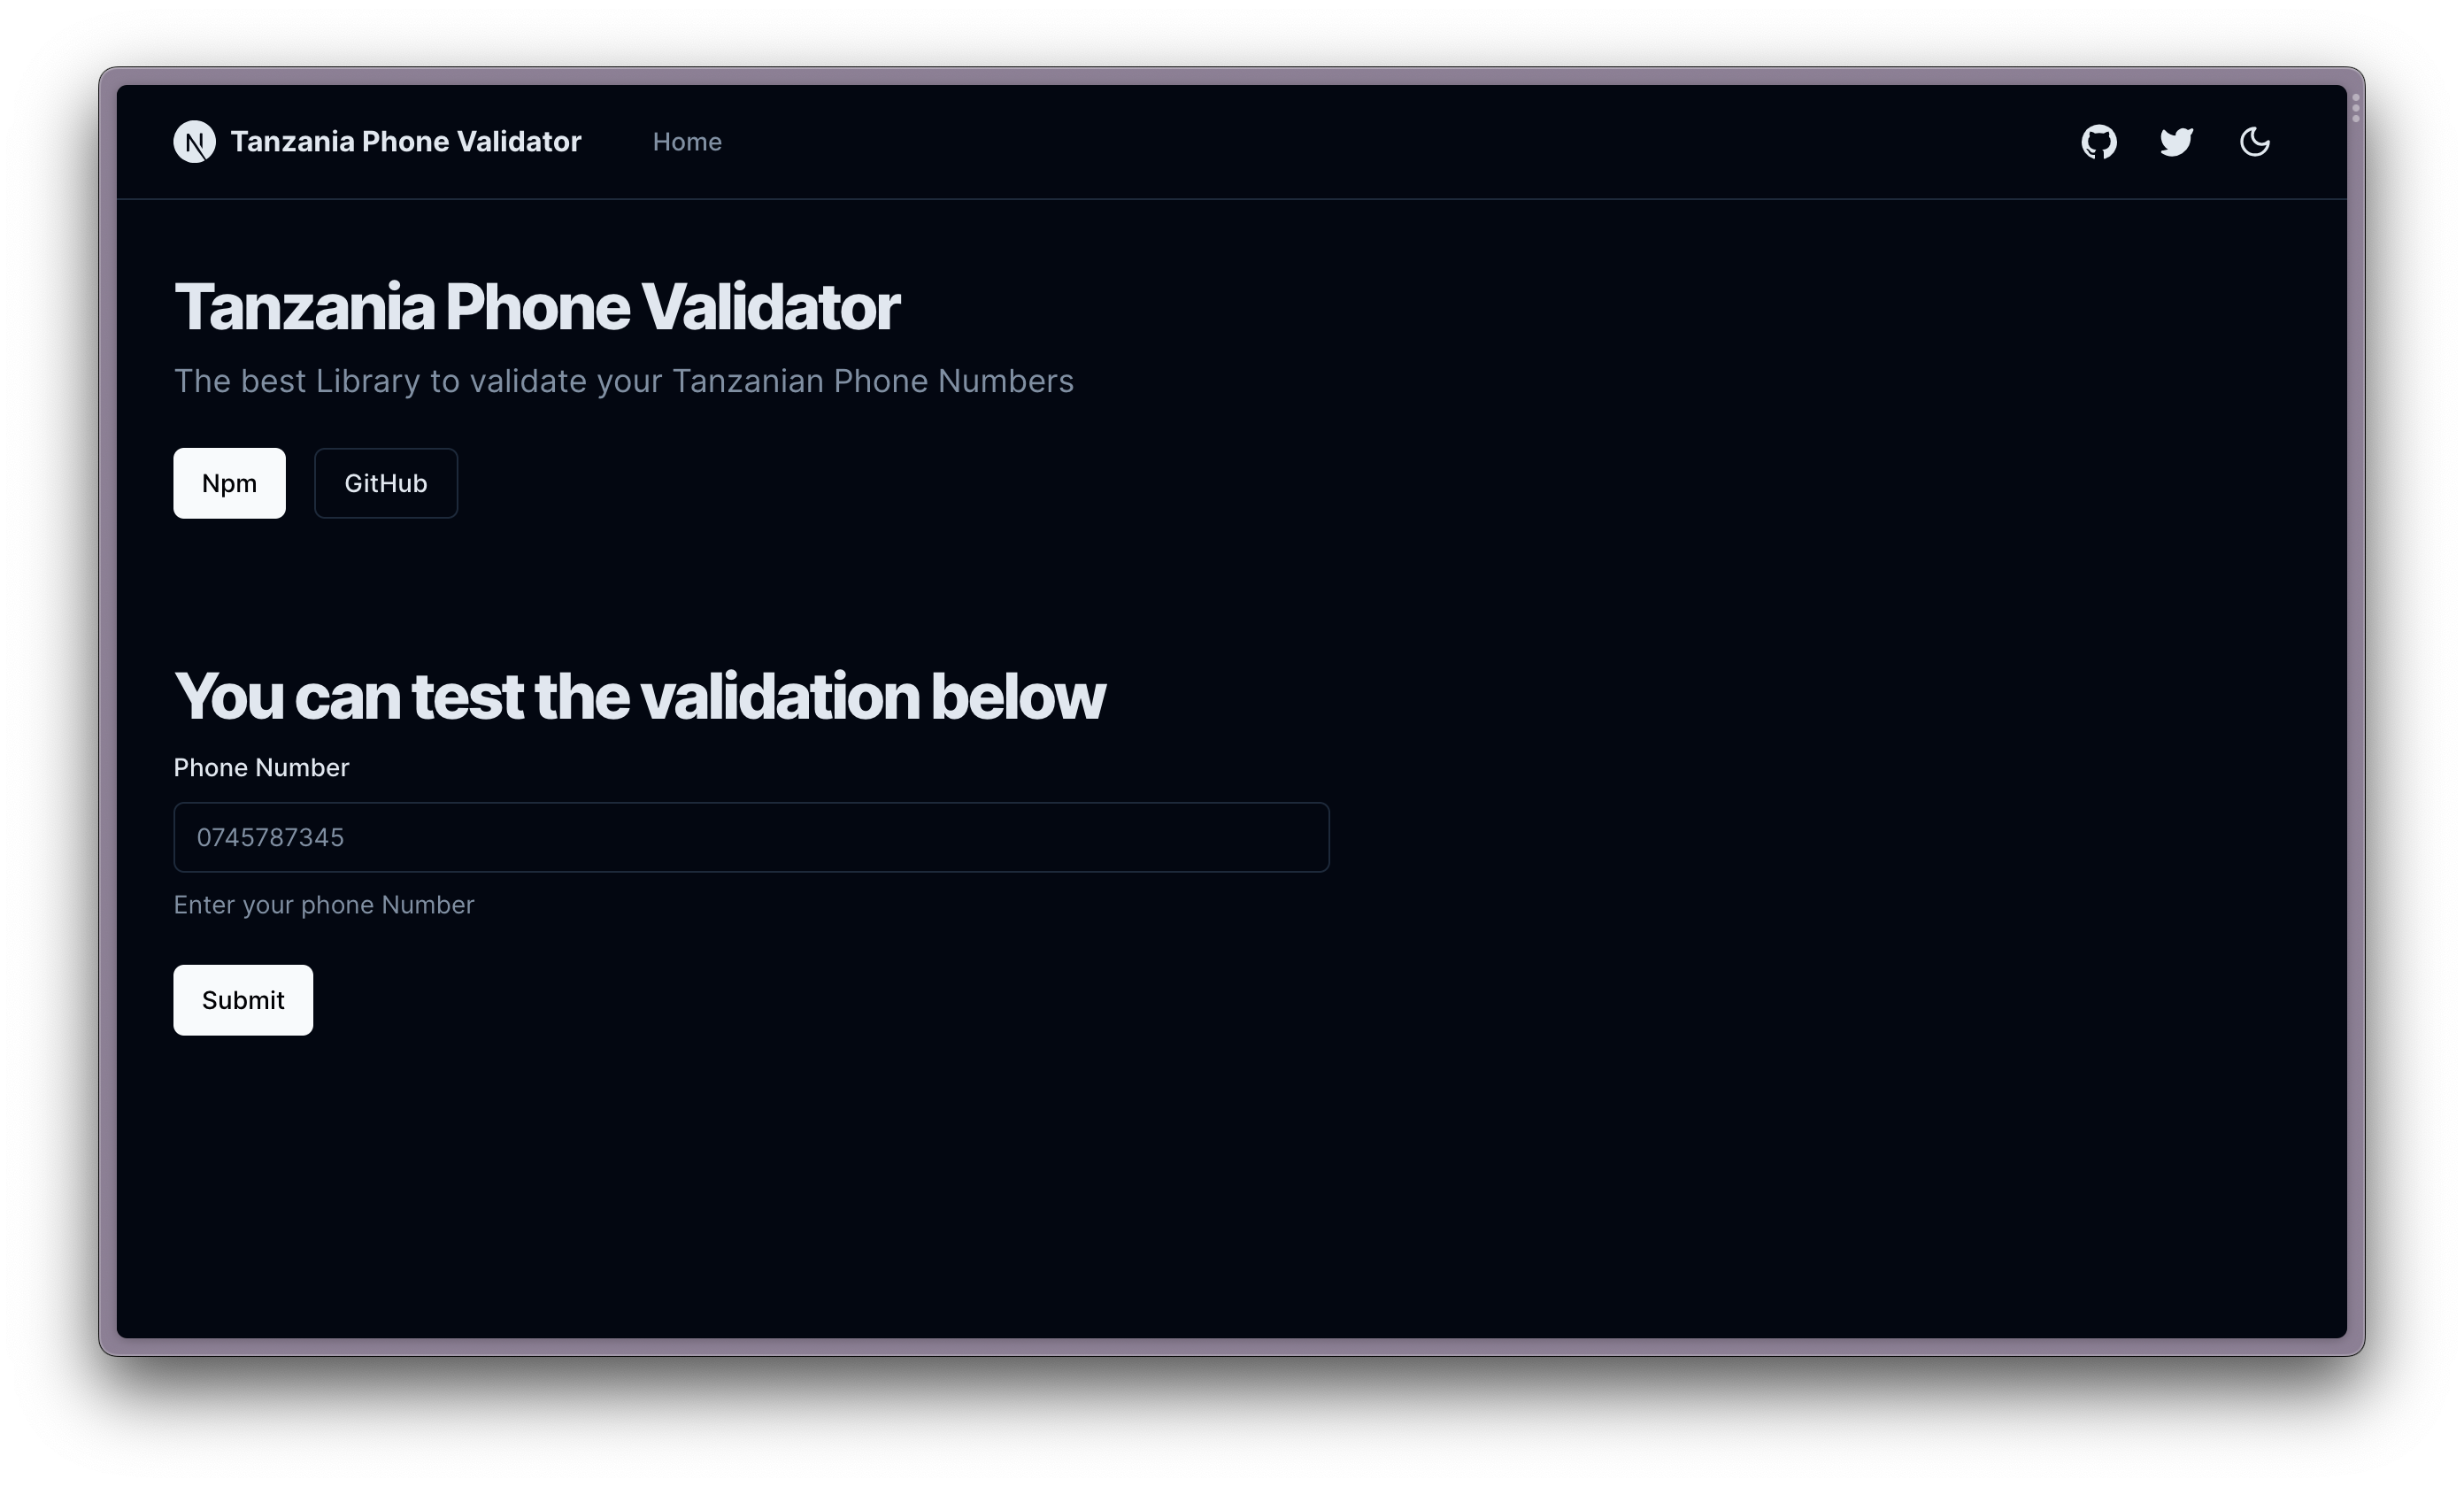 N Tanzania Phone Validator Home
Tanzania Phone Validator
The best Library to validate your Tanzanian Phone Numbers
Npm GitHub
You can test the validation below
Phone Number
0745787345
Enter your phone Number
Submit